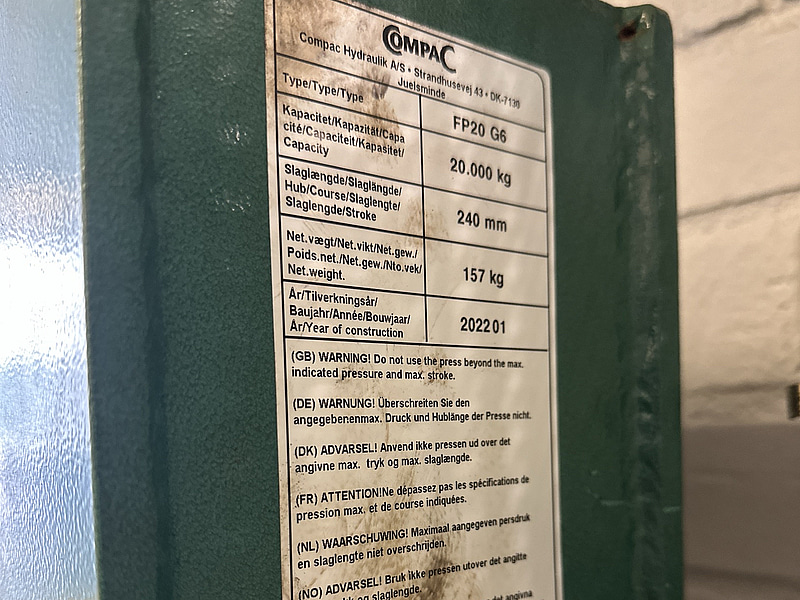 COMPAC
Compac Hydraulik A/S • Strandhusevej 43 • DK-7130
Juelsminde
Type/Type/Type
FP20 G6
Kapacitet/Kapazität/Capa
cité/Capaciteit/Kapasitet/
Capacity
20.000 kg
Slaglængde/Slaglängde/
Hub/Course/Slaglengte/
Slaglengde/Stroke
240 mm
Net.vægt/Net.vikt/Net.gew./
Poids.net./Net.gew./Nto.vek/
Net.weight.
157 kg
År/Tilverkningsår/
Baujahr/Année/Bouwjaar/
År/Year of construction
2022 01
(GB) WARNING! Do not use the press beyond the max.
indicated pressure and max. stroke.
(DE) WARNUNG! Überschreiten Sie den
angegebenenmax. Druck und Hublänge der Presse nicht.
(DK) ADVARSEL! Anvend ikke pressen ud over det
angivne max. tryk og max. slaglængde.
(FR) ATTENTION!Ne dépassez pas les spécifications de
pression max. et de course indiquées.
(NL) WAARSCHUWING! Maximaal aangegeven persdruk
en slaglengte niet overschrijden.
(NO) ADVARSEL! Bruk ikke pressen utover det angitte
og slaglengde.
det angivna